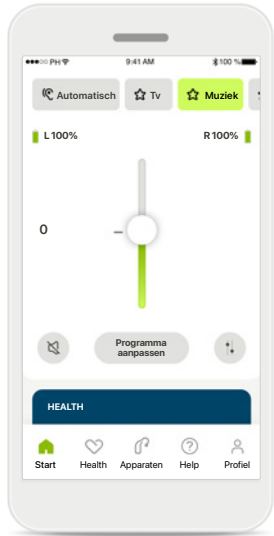 ●●●○○ PH 9:41 AM 100 %
Automatisch Tv Muziek
L 100% R 100%
0
Programma
aanpassen
HEALTH
Start Health Apparaten Help Profiel